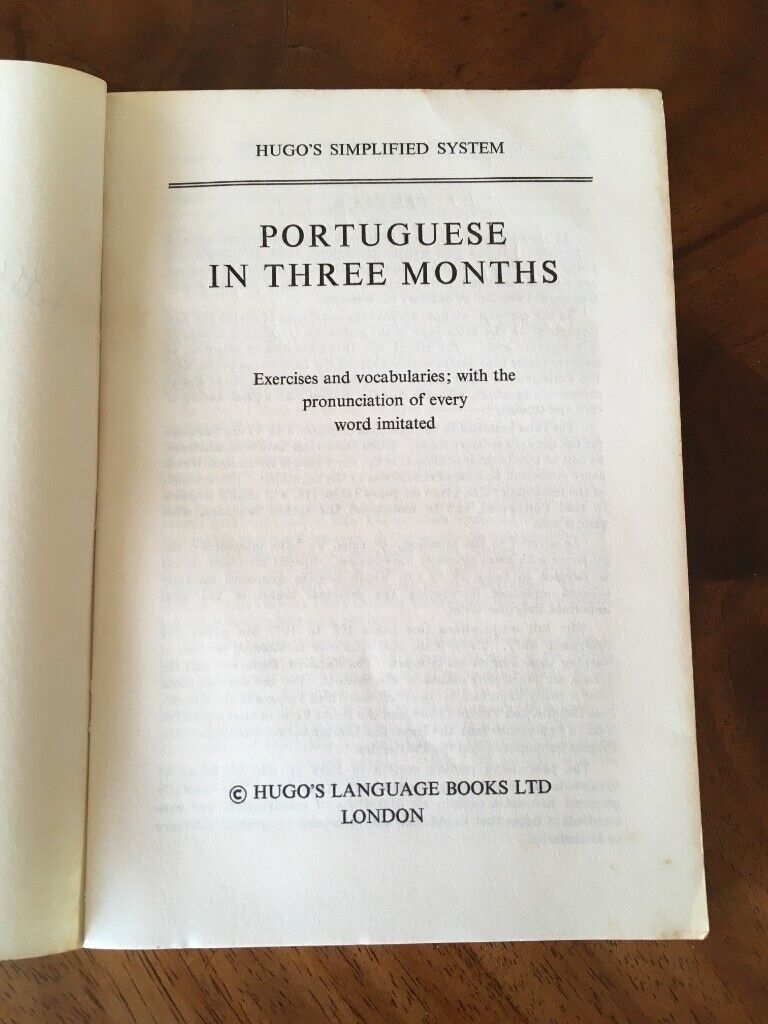 HUGO'S SIMPLIFIED SYSTEM
PORTUGUESE
IN THREE MONTHS
Exercises and vocabularies; with the
pronunciation of every
word imitated
© HUGO'S LANGUAGE BOOKS LTD
LONDON